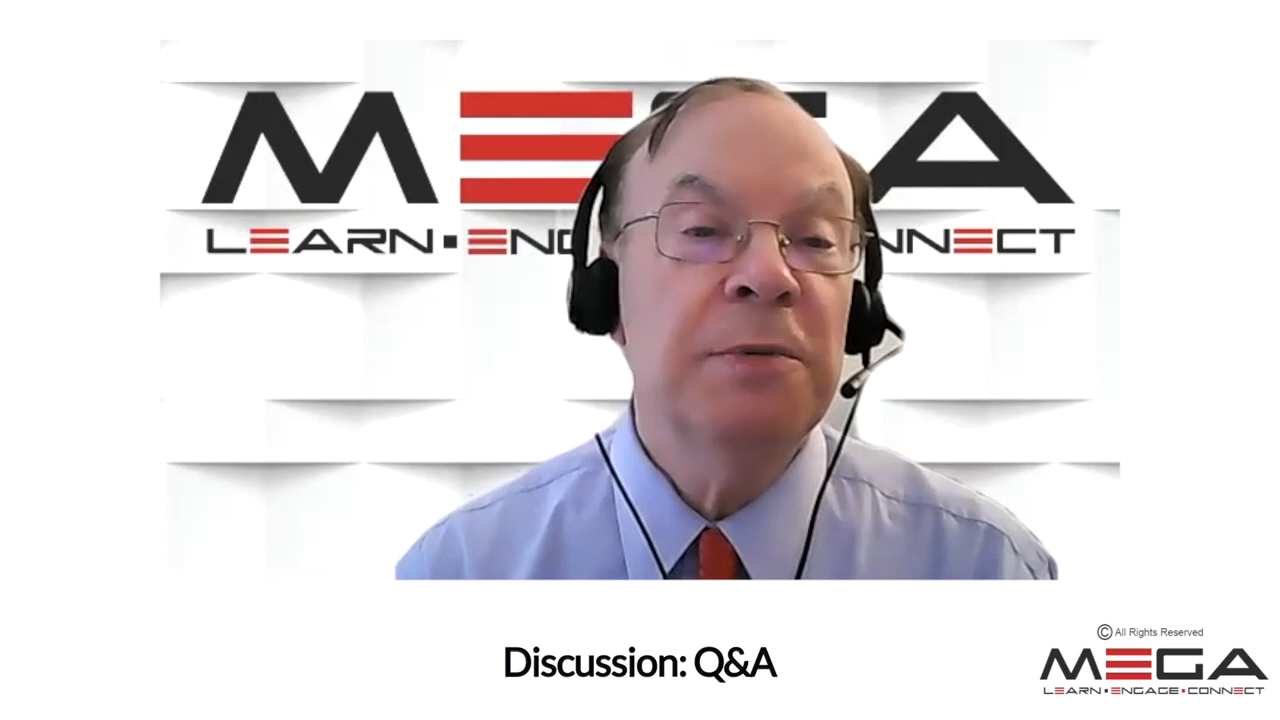 LEARN
Discussion: Q&A
© All Rights Reserved
MEGA
LEARN▪ENGAGE▪CONNECT